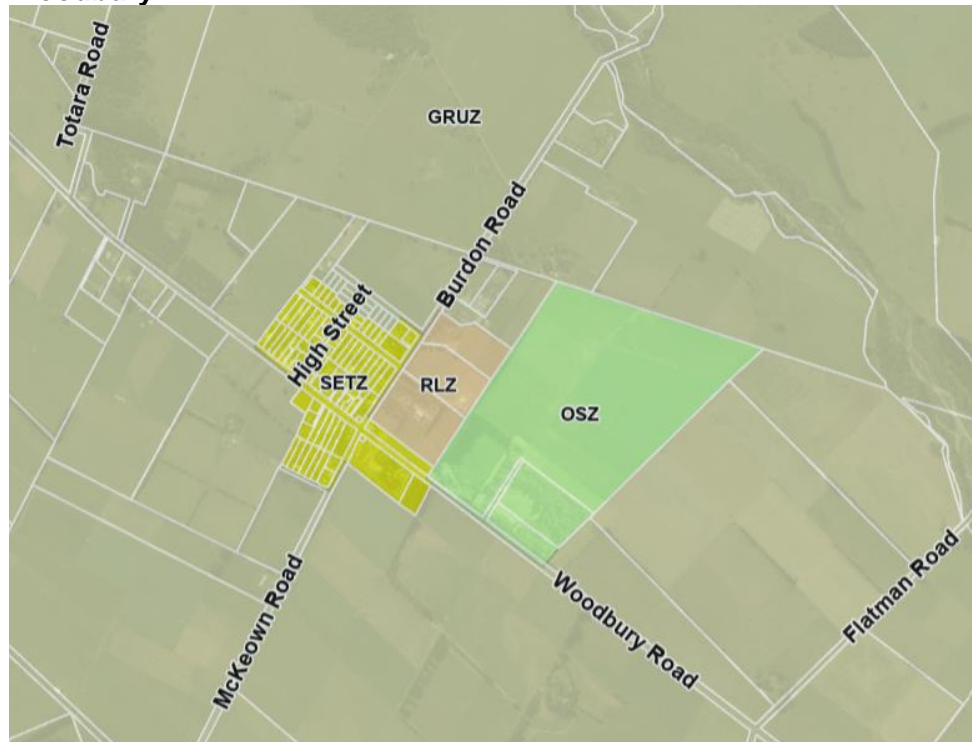 Totara Road
GRUZ
Burdon Road
High Street
SETZ
RLZ
OSZ
McKeown Road
Woodbury Road
Flatman Road